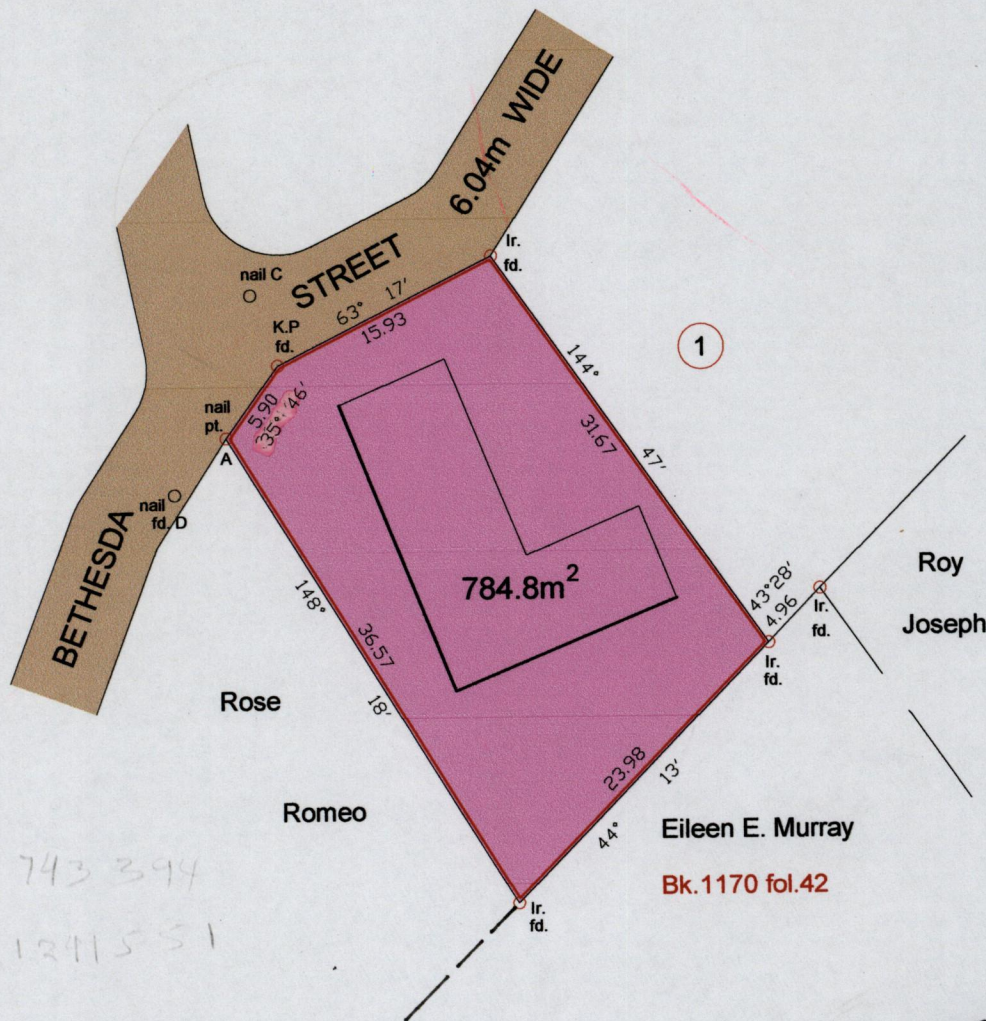 6.04m WIDE
STREET
BETHESDA
Ir.
fd.
nail C
K.P
fd.
63° 17'
15.93
1
144°
31.67
47'
nail
pt.
A
5.90
35° 46'
nail
fd. D
784.8m²
43°28'
4.96
Ir.
fd.
Roy
Joseph
Ir.
fd.
148°
36.57
18'
Rose
Romeo
23.98
44° 13'
Eileen E. Murray
Bk.1170 fol.42
743 394
1241551
Ir.
fd.